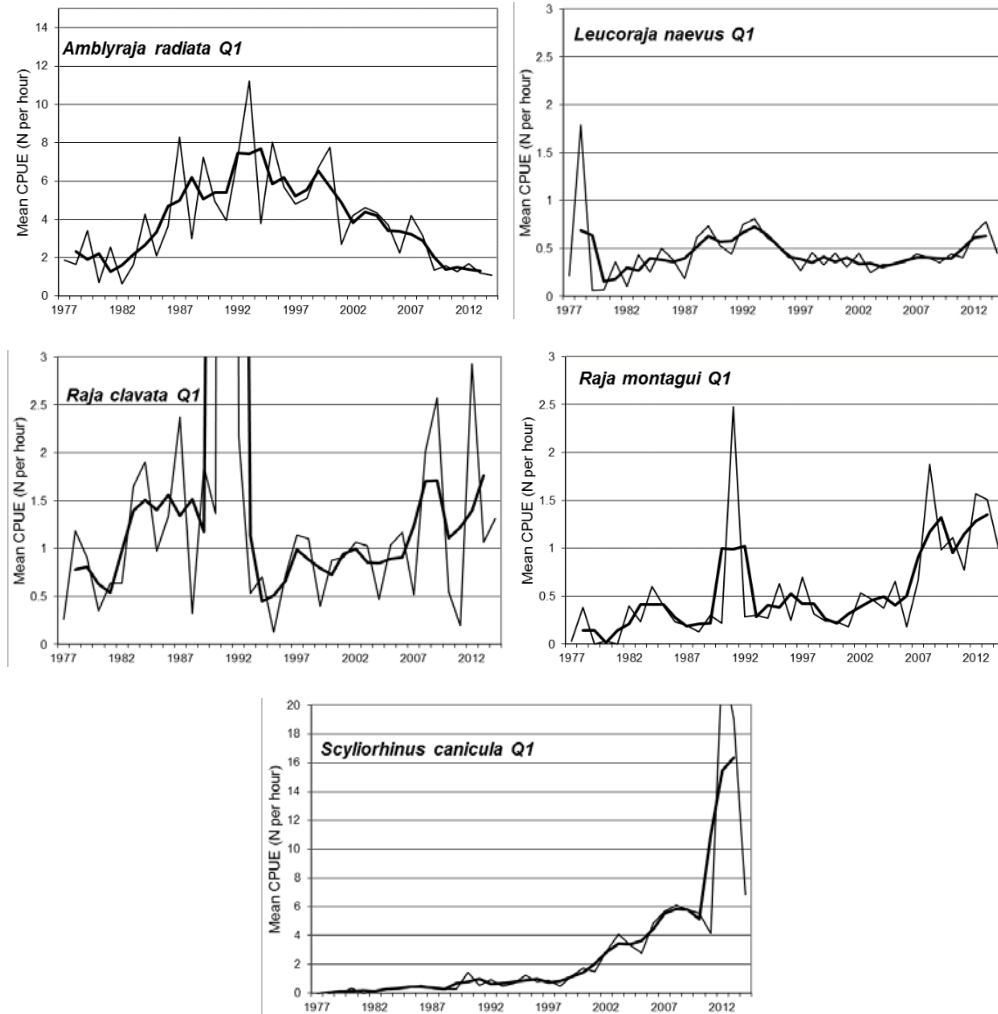 Amblyraja radiata Q1
Mean CPUE (N per hour)
14
12
10
8
6
4
2
0
1977 1982 1987 1992 1997 2002 2007 2012
Leucoraja naevus Q1
Mean CPUE (N per hour)
3
2.5
2
1.5
1
0.5
0
1977 1982 1987 1992 1997 2002 2007 2012
Raja clavata Q1
Mean CPUE (N per hour)
3
2.5
2
1.5
1
0.5
0
1977 1982 1987 1992 1997 2002 2007 2012
Raja montagui Q1
Mean CPUE (N per hour)
3
2.5
2
1.5
1
0.5
0
1977 1982 1987 1992 1997 2002 2007 2012
Scyliorhinus canicula Q1
Mean CPUE (N per hour)
20
18
16
14
12
10
8
6
4
2
0
1977 1982 1987 1992 1997 2002 2007 2012